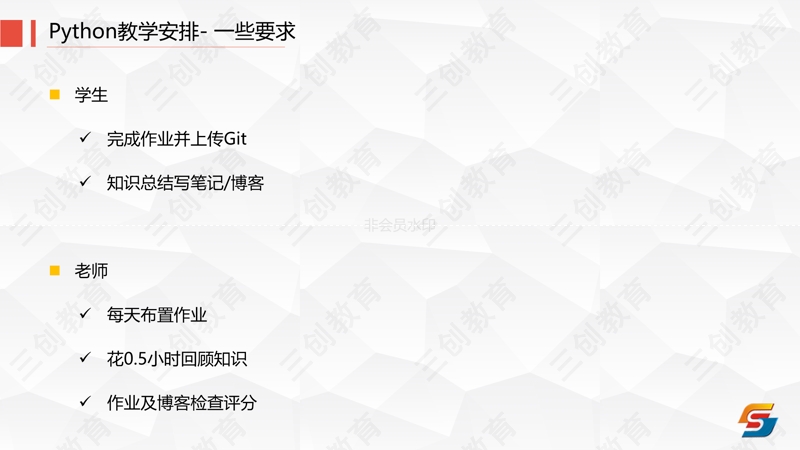 Python教学安排- 一些要求
学生
完成作业并上传Git
知识总结写笔记/博客
非会员水印
老师
每天布置作业
花0.5小时回顾知识
作业及博客检查评分
三创教育